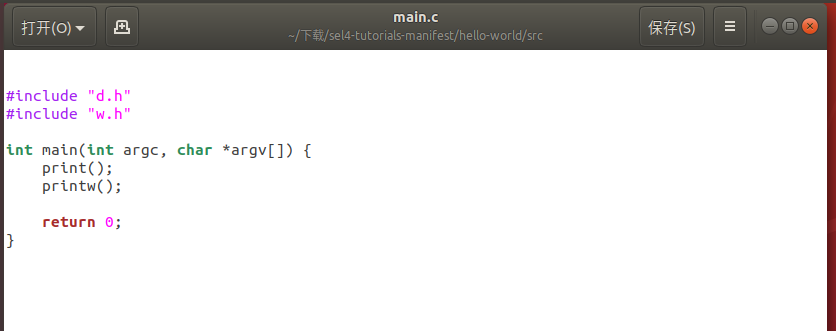 打开(O)
main.c
~/下载/sel4-tutorials-manifest/hello-world/src
保存(S)
#include "d.h"
#include "w.h"
int main(int argc, char *argv[]) {
    print();
    printw();
    return 0;
}